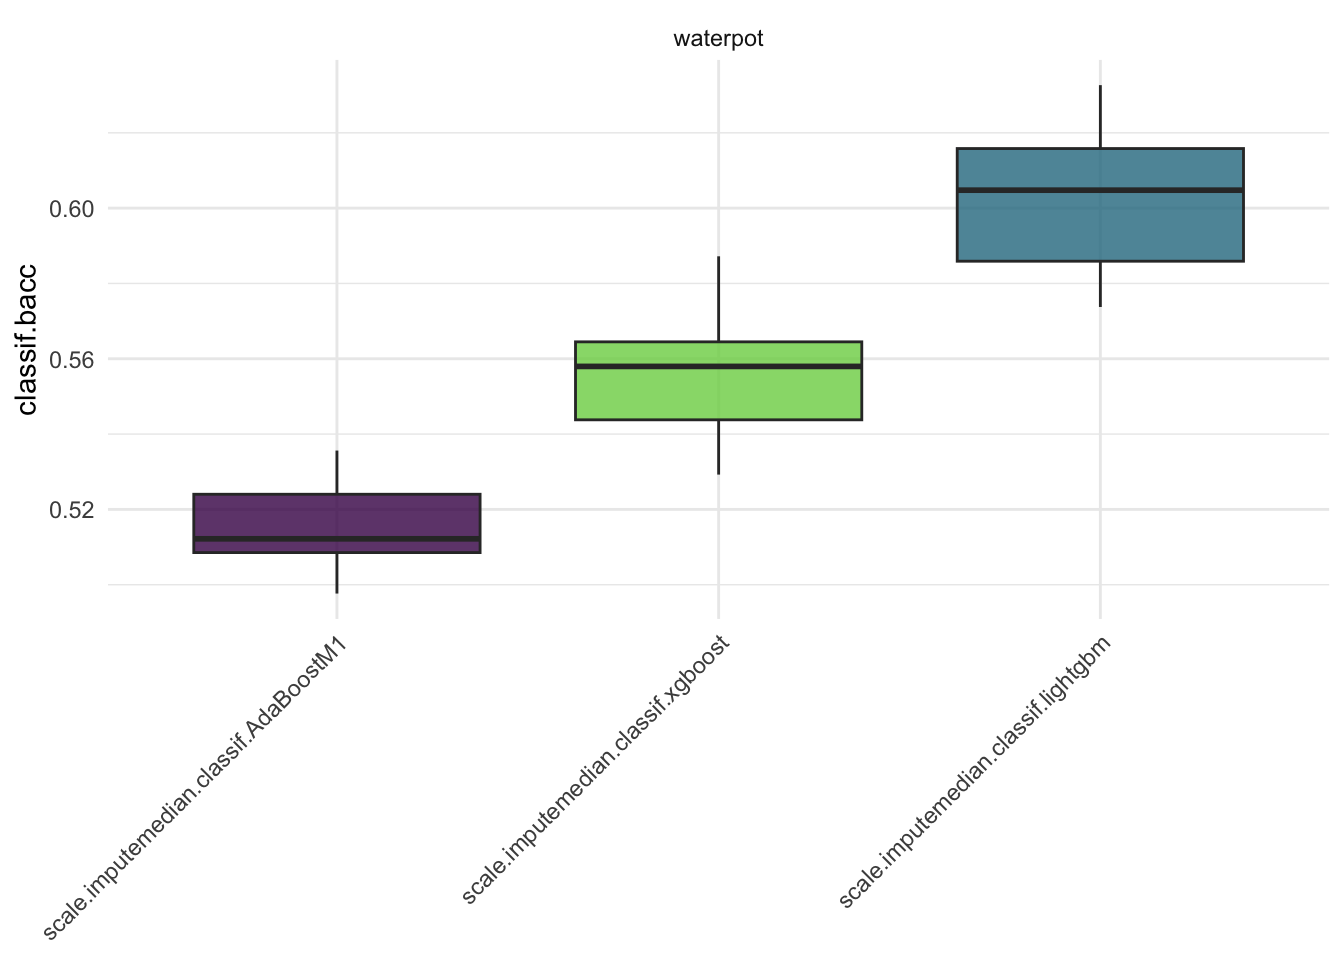 waterpot
classif.bacc
0.60
0.56
0.52
scale.imputemedian.classif.AdaBoostM1
scale.imputemedian.classif.xgboost
scale.imputemedian.classif.lightgbm